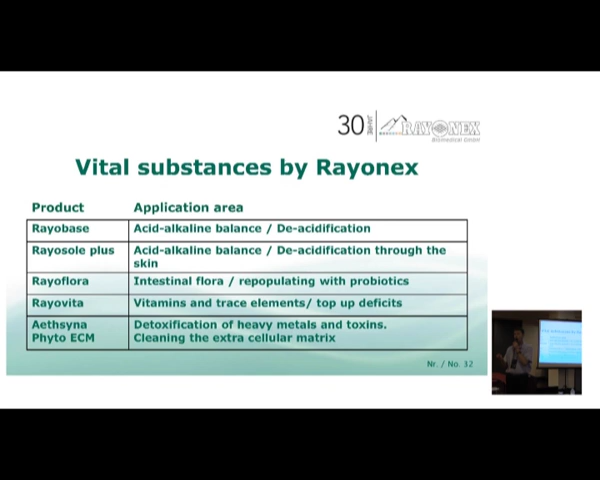 30
RAYONEX
Biomedical GmbH
Vital substances by Rayonex
Product Application area
Rayobase Acid-alkaline balance / De-acidification
Rayosole plus Acid-alkaline balance / De-acidification through the
skin
Rayoflora Intestinal flora / repopulating with probiotics
Rayovita Vitamins and trace elements/ top up deficits
Aethsyna Detoxification of heavy metals and toxins.
Phyto ECM Cleaning the extra cellular matrix
Nr. / No. 32